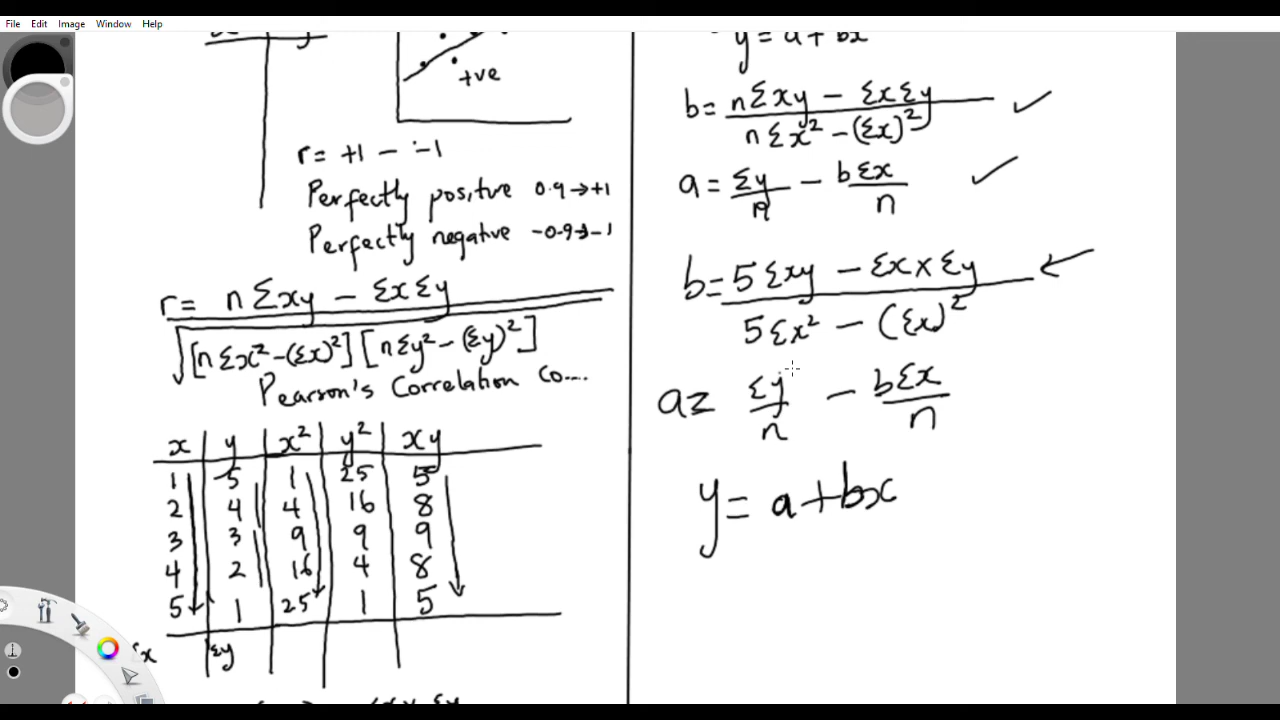 File Edit Image Window Help
+ve
r = +1 — -1
Perfectly positive 0.9 → +1
Perfectly negative -0.9 → -1
r = nΣxy − ΣxΣy
√[nΣx² − (Σx)²] [nΣy² − (Σy)²]
Pearson's Correlation Co....
x y x² y² xy
1 5 1 25 5
2 4 4 16 8
3 3 9 9 9
4 2 16 4 8
5 1 25 1 5
Σx Σy
y = a + bx
b = nΣxy − ΣxΣy
nΣx² − (Σx)²
a = Σy/n − bΣx/n
b = 5Σxy − Σx × Σy
5Σx² − (Σx)²
a = Σy/n − bΣx/n
y = a + bx